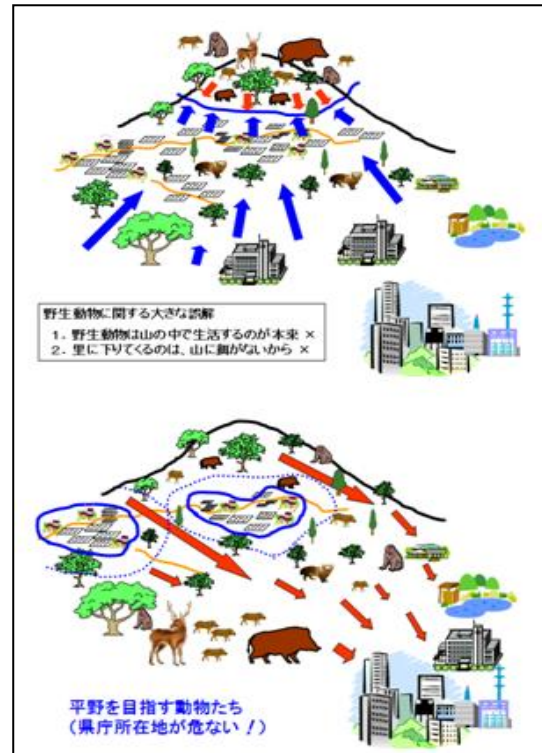 野生動物に関する大きな誤解
1．野生動物は山の中で生活するのが本来 ×
2．里に下りてくるのは、山に餌がないから ×
平野を目指す動物たち
（県庁所在地が危ない！）